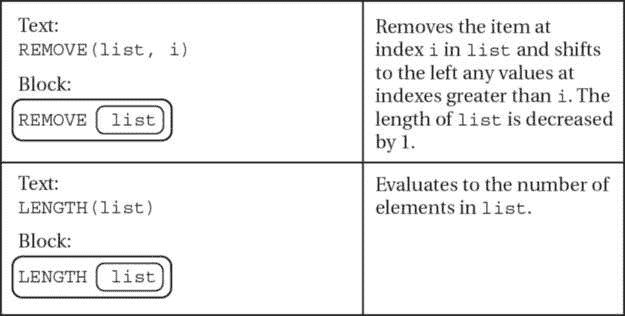 Text:
REMOVE(list, i)
Block:
REMOVE list
Removes the item at
index i in list and shifts
to the left any values at
indexes greater than i. The
length of list is decreased
by 1.
Text:
LENGTH(list)
Block:
LENGTH list
Evaluates to the number of
elements in list.